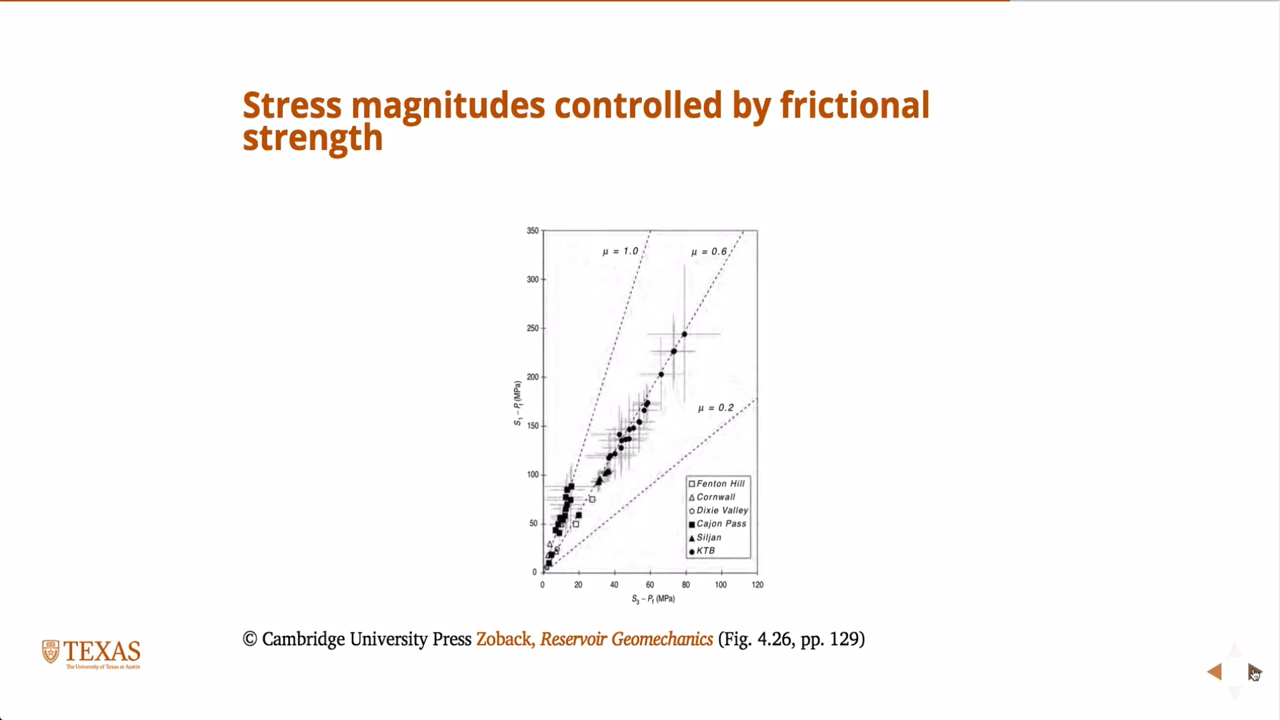 Stress magnitudes controlled by frictional
strength
350
300
250
200
150
100
50
0
S1 – Pf (MPa)
μ = 1.0
μ = 0.6
μ = 0.2
Fenton Hill
Cornwall
Dixie Valley
Cajon Pass
Siljan
KTB
0 20 40 60 80 100 120
S3 – Pf (MPa)
© Cambridge University Press Zoback, Reservoir Geomechanics (Fig. 4.26, pp. 129)
TEXAS
The University of Texas at Austin